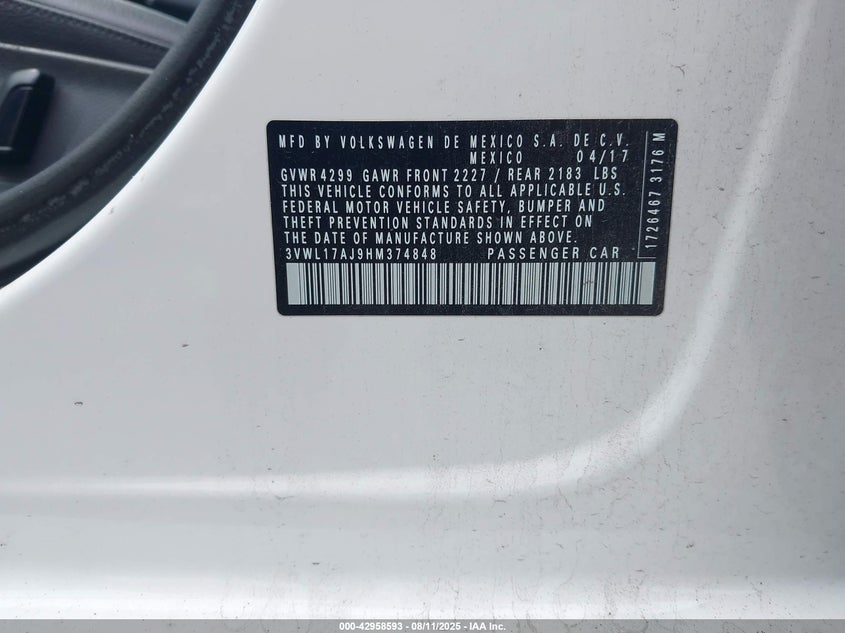 MFD BY VOLKSWAGEN DE MEXICO S.A. DE C.V.
MEXICO 04/17
GVWR 4299 GAWR FRONT 2227 / REAR 2183 LBS
THIS VEHICLE CONFORMS TO ALL APPLICABLE U.S.
FEDERAL MOTOR VEHICLE SAFETY, BUMPER AND
THEFT PREVENTION STANDARDS IN EFFECT ON
THE DATE OF MANUFACTURE SHOWN ABOVE.
3VWL17AJ9HM374848 PASSENGER CAR
1726467 3176 M
000-42958593 - 08/11/2025 - IAA Inc.